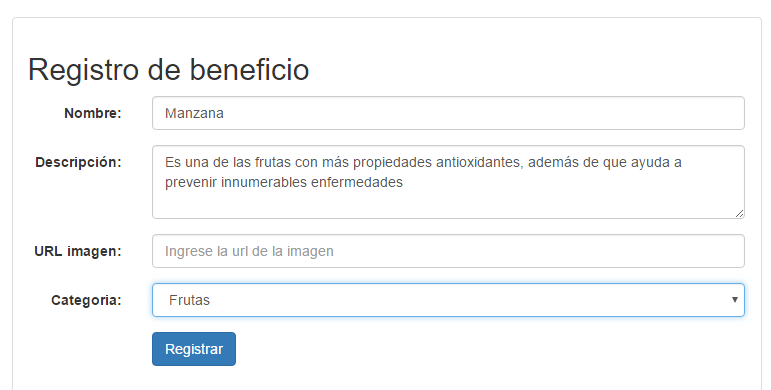 Registro de beneficio
Nombre: Manzana
Descripción: Es una de las frutas con más propiedades antioxidantes, además de que ayuda a
prevenir innumerables enfermedades
URL imagen: Ingrese la url de la imagen
Categoria: Frutas
Registrar